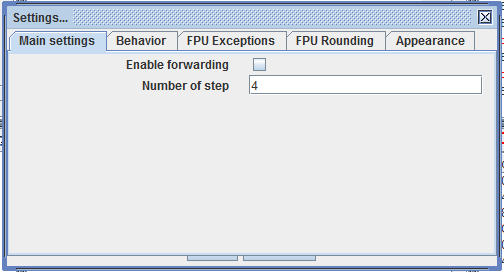 Settings...
Main settings Behavior FPU Exceptions FPU Rounding Appearance
Enable forwarding
Number of step 4